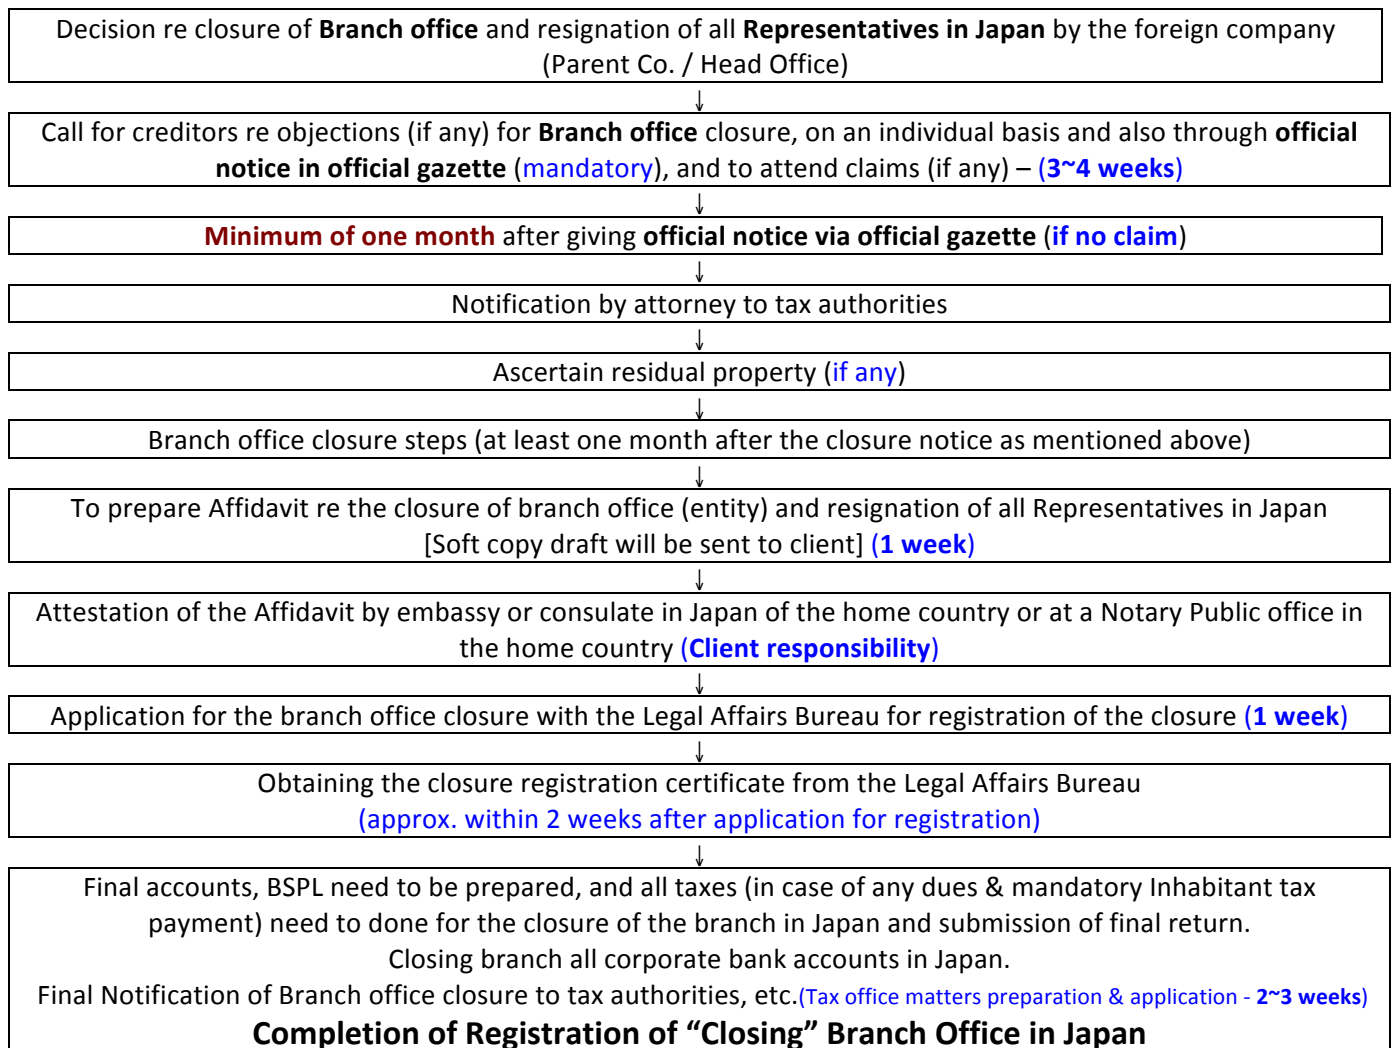 Decision re closure of Branch office and resignation of all Representatives in Japan by the foreign company
(Parent Co. / Head Office)
↓
Call for creditors re objections (if any) for Branch office closure, on an individual basis and also through official
notice in official gazette (mandatory), and to attend claims (if any) – (3~4 weeks)
↓
Minimum of one month after giving official notice via official gazette (if no claim)
↓
Notification by attorney to tax authorities
↓
Ascertain residual property (if any)
↓
Branch office closure steps (at least one month after the closure notice as mentioned above)
↓
To prepare Affidavit re the closure of branch office (entity) and resignation of all Representatives in Japan
[Soft copy draft will be sent to client] (1 week)
↓
Attestation of the Affidavit by embassy or consulate in Japan of the home country or at a Notary Public office in
the home country (Client responsibility)
↓
Application for the branch office closure with the Legal Affairs Bureau for registration of the closure (1 week)
↓
Obtaining the closure registration certificate from the Legal Affairs Bureau
(approx. within 2 weeks after application for registration)
↓
Final accounts, BSPL need to be prepared, and all taxes (in case of any dues & mandatory Inhabitant tax
payment) need to done for the closure of the branch in Japan and submission of final return.
Closing branch all corporate bank accounts in Japan.
Final Notification of Branch office closure to tax authorities, etc.(Tax office matters preparation & application - 2~3 weeks)
Completion of Registration of “Closing” Branch Office in Japan